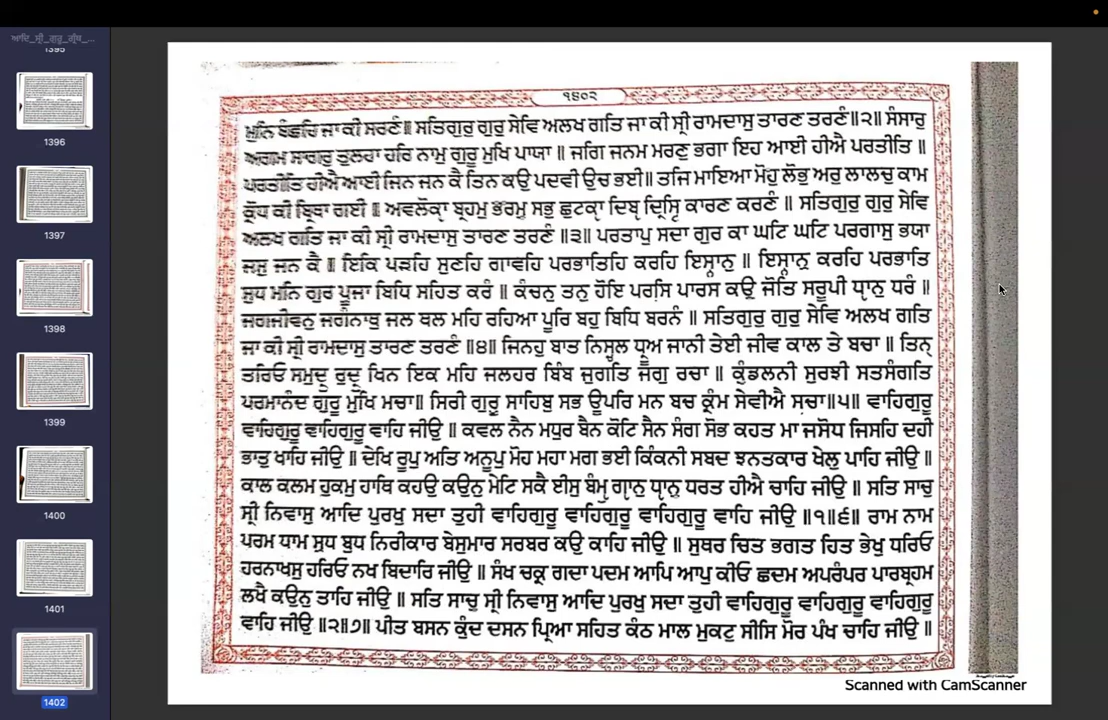 ਆਦਿ_ਸ੍ਰੀ_ਗੁਰੂ_ਗ੍ਰੰਥ_...
1395
1396
1397
1398
1399
1400
1401
1402
੧੪੦੨
ਮੁਨਿ ਬੰਛਹਿ ਜਾ ਕੀ ਸਰਣੰ॥ ਸਤਿਗੁਰੁ ਗੁਰੁ ਸੇਵਿ ਅਲਖ ਗਤਿ ਜਾ ਕੀ ਸ੍ਰੀ ਰਾਮਦਾਸੁ ਤਾਰਣ ਤਰਣੰ॥੨॥ ਸੰਸਾਰੁ
ਅਗਮ ਸਾਗਰੁ ਤੁਲਹਾ ਹਰਿ ਨਾਮੁ ਗੁਰੂ ਮੁਖਿ ਪਾਯਾ ॥ ਜਗਿ ਜਨਮ ਮਰਣੁ ਭਗਾ ਇਹ ਆਈ ਹੀਐ ਪਰਤੀਤਿ ॥
ਪਰਤੀਤਿ ਹੀਐ ਆਈ ਜਿਨ ਜਨ ਕੈ ਤਿਨ ਕਉ ਪਦਵੀ ਉਚ ਭਈ॥ ਤਜਿ ਮਾਇਆ ਮੋਹੁ ਲੋਭੁ ਅਰੁ ਲਾਲਚੁ ਕਾਮ
ਕ੍ਰੋਧ ਕੀ ਬ੍ਰਿਥਾ ਗਈ ॥ ਅਵਲੋਕ੍ਯਾ ਬ੍ਰਹਮੁ ਭਰਮੁ ਸਭੁ ਛੁਟਕ੍ਯਾ ਦਿਬ੍ਯ ਦ੍ਰਿਸ੍ਟਿ ਕਾਰਣ ਕਰਣੰ ॥ ਸਤਿਗੁਰੁ ਗੁਰੁ ਸੇਵਿ
ਅਲਖ ਗਤਿ ਜਾ ਕੀ ਸ੍ਰੀ ਰਾਮਦਾਸੁ ਤਾਰਣ ਤਰਣੰ ॥੩॥ ਪਰਤਾਪੁ ਸਦਾ ਗੁਰ ਕਾ ਘਟਿ ਘਟਿ ਪਰਗਾਸੁ ਭਯਾ
ਜਸੁ ਜਨ ਕੈ ॥ ਇਕਿ ਪੜਹਿ ਸੁਣਹਿ ਗਾਵਹਿ ਪਰਭਾਤਿਹਿ ਕਰਹਿ ਇਸ੍ਨਾਨੁ ॥ ਇਸ੍ਨਾਨੁ ਕਰਹਿ ਪਰਭਾਤਿ
ਸੁਧ ਮਨਿ ਗੁਰ ਪੂਜਾ ਬਿਧਿ ਸਹਿਤ ਕਰੰ ॥ ਕੰਚਨੁ ਤਨੁ ਹੋਇ ਪਰਸਿ ਪਾਰਸ ਕਉ ਜੋਤਿ ਸਰੂਪੀ ਧ੍ਯਾਨੁ ਧਰੰ ॥
ਜਗਜੀਵਨੁ ਜਗੰਨਾਥੁ ਜਲ ਥਲ ਮਹਿ ਰਹਿਆ ਪੂਰਿ ਬਹੁ ਬਿਧਿ ਬਰਨੰ ॥ ਸਤਿਗੁਰੁ ਗੁਰੁ ਸੇਵਿ ਅਲਖ ਗਤਿ
ਜਾ ਕੀ ਸ੍ਰੀ ਰਾਮਦਾਸੁ ਤਾਰਣ ਤਰਣੰ ॥੪॥ ਜਿਨਹੁ ਬਾਤ ਨਿਸ੍ਚਲ ਧ੍ਰੂਅ ਜਾਨੀ ਤੇਈ ਜੀਵ ਕਾਲ ਤੇ ਬਚਾ ॥ ਤਿਨ੍
ਤਰਿਓ ਸਮੁਦ੍ਰੁ ਰੁਦ੍ਰੁ ਖਿਨ ਇਕ ਮਹਿ ਜਲਹਰ ਬਿੰਬ ਜੁਗਤਿ ਜਗੁ ਰਚਾ ॥ ਕੁੰਡਲਨੀ ਸੁਰਝੀ ਸਤਸੰਗਤਿ
ਪਰਮਾਨੰਦ ਗੁਰੂ ਮੁਖਿ ਮਚਾ॥ ਸਿਰੀ ਗੁਰੂ ਸਾਹਿਬੁ ਸਭ ਊਪਰਿ ਮਨ ਬਚ ਕ੍ਰੰਮ ਸੇਵੀਐ ਸਚਾ॥੫॥ ਵਾਹਿਗੁਰੂ
ਵਾਹਿਗੁਰੂ ਵਾਹਿਗੁਰੂ ਵਾਹਿ ਜੀਉ ॥ ਕਵਲ ਨੈਨ ਮਧੁਰ ਬੈਨ ਕੋਟਿ ਸੈਨ ਸੰਗ ਸੋਭ ਕਹਤ ਮਾ ਜਸੋਧ ਜਿਸਹਿ ਦਹੀ
ਭਾਤੁ ਖਾਹਿ ਜੀਉ ॥ ਦੇਖਿ ਰੂਪੁ ਅਤਿ ਅਨੂਪੁ ਮੋਹ ਮਹਾ ਮਗ ਭਈ ਕਿੰਕਨੀ ਸਬਦ ਝਨਤਕਾਰ ਖੇਲੁ ਪਾਹਿ ਜੀਉ ॥
ਕਾਲ ਕਲਮ ਹੁਕਮੁ ਹਾਥਿ ਕਹਉ ਕਉਨੁ ਮੇਟਿ ਸਕੈ ਈਸੁ ਬੰਮ੍ਯੁ ਗ੍ਯਾਨੁ ਧ੍ਯਾਨੁ ਧਰਤ ਹੀਐ ਚਾਹਿ ਜੀਉ ॥ ਸਤਿ ਸਾਚੁ
ਸ੍ਰੀ ਨਿਵਾਸੁ ਆਦਿ ਪੁਰਖੁ ਸਦਾ ਤੁਹੀ ਵਾਹਿਗੁਰੂ ਵਾਹਿਗੁਰੂ ਵਾਹਿਗੁਰੂ ਵਾਹਿ ਜੀਉ ॥੧॥੬॥ ਰਾਮ ਨਾਮ
ਪਰਮ ਧਾਮ ਸੁਧ ਬੁਧ ਨਿਰੀਕਾਰ ਬੇਸੁਮਾਰ ਸਰਬਰ ਕਉ ਕਾਹਿ ਜੀਉ ॥ ਸੁਥਰ ਚਿਤ ਭਗਤ ਹਿਤ ਭੇਖੁ ਧਰਿਓ
ਹਰਨਾਖਸੁ ਹਰਿਓ ਨਖ ਬਿਦਾਰਿ ਜੀਉ ॥ ਸੰਖ ਚਕ੍ਰ ਗਦਾ ਪਦਮ ਆਪਿ ਆਪੁ ਕੀਓ ਛਦਮ ਅਪਰੰਪਰ ਪਾਰਬ੍ਰਹਮ
ਲਖੈ ਕਉਨੁ ਤਾਹਿ ਜੀਉ ॥ ਸਤਿ ਸਾਚੁ ਸ੍ਰੀ ਨਿਵਾਸੁ ਆਦਿ ਪੁਰਖੁ ਸਦਾ ਤੁਹੀ ਵਾਹਿਗੁਰੂ ਵਾਹਿਗੁਰੂ ਵਾਹਿਗੁਰੂ
ਵਾਹਿ ਜੀਉ ॥੨॥੭॥ ਪੀਤ ਬਸਨ ਕੁੰਦ ਦਸਨ ਪ੍ਰਿਆ ਸਹਿਤ ਕੰਠ ਮਾਲ ਮੁਕਟੁ ਸੀਸਿ ਮੋਰ ਪੰਖ ਚਾਹਿ ਜੀਉ ॥
Scanned with CamScanner